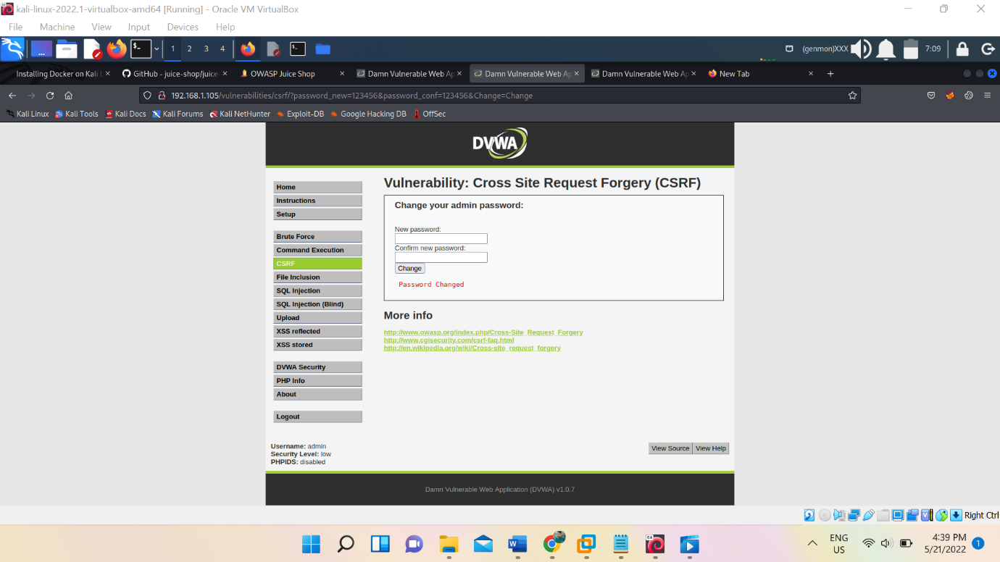 kali-linux-2022.1-virtualbox-amd64 [Running] - Oracle VM VirtualBox
File Machine View Input Devices Help
1 2 3 4 (genmon)XXX 7:09
Installing Docker on Kali GitHub - juice-shop/juice- OWASP Juice Shop Damn Vulnerable Web Ap Damn Vulnerable Web Ap Damn Vulnerable Web Ap New Tab
192.168.1.105/vulnerabilities/csrf/?password_new=123456&password_conf=123456&Change=Change
Kali Linux Kali Tools Kali Docs Kali Forums Kali NetHunter Exploit-DB Google Hacking DB OffSec
DVWA
Vulnerability: Cross Site Request Forgery (CSRF)
Home
Instructions
Setup
Brute Force
Command Execution
CSRF
File Inclusion
SQL Injection
SQL Injection (Blind)
Upload
XSS reflected
XSS stored
DVWA Security
PHP Info
About
Logout
Change your admin password:
New password:
Confirm new password:
Change
Password Changed
More info
http://www.owasp.org/index.php/Cross-Site_Request_Forgery
http://www.cgisecurity.com/csrf-faq.html
http://en.wikipedia.org/wiki/Cross-site_request_forgery
Username: admin
Security Level: low
PHPIDS: disabled
View Source View Help
Damn Vulnerable Web Application (DVWA) v1.0.7
Right Ctrl
ENG
US
4:39 PM
5/21/2022
1